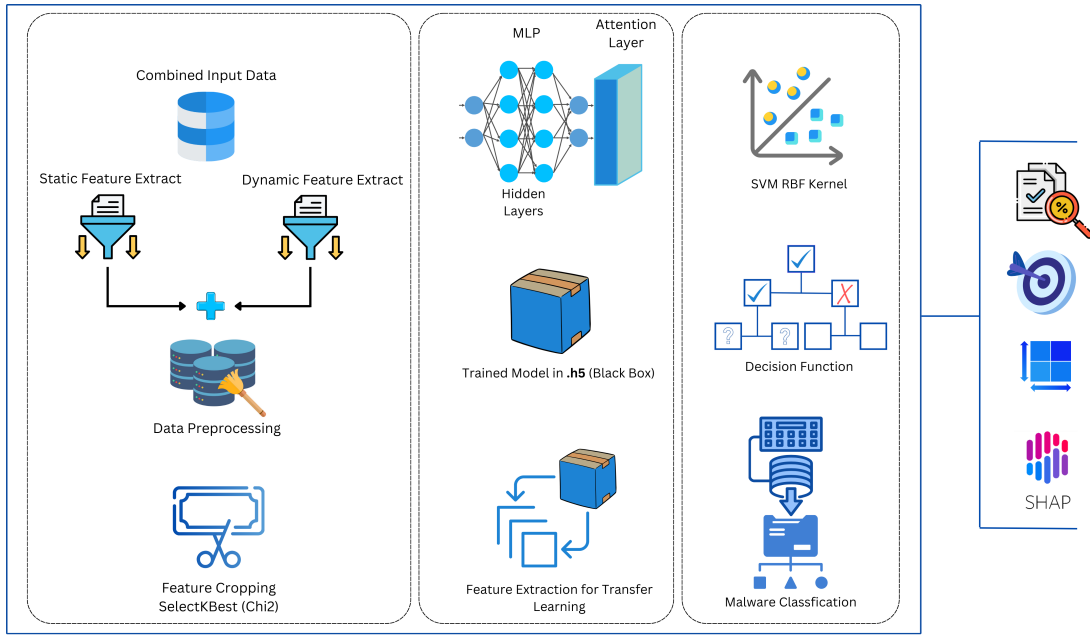 Combined Input Data
Static Feature Extract
Dynamic Feature Extract
Data Preprocessing
Feature Cropping
SelectKBest (Chi2)
MLP
Attention
Layer
Hidden
Layers
Trained Model in .h5 (Black Box)
Feature Extraction for Transfer
Learning
SVM RBF Kernel
Decision Function
?
?
Malware Classfication
%
SHAP